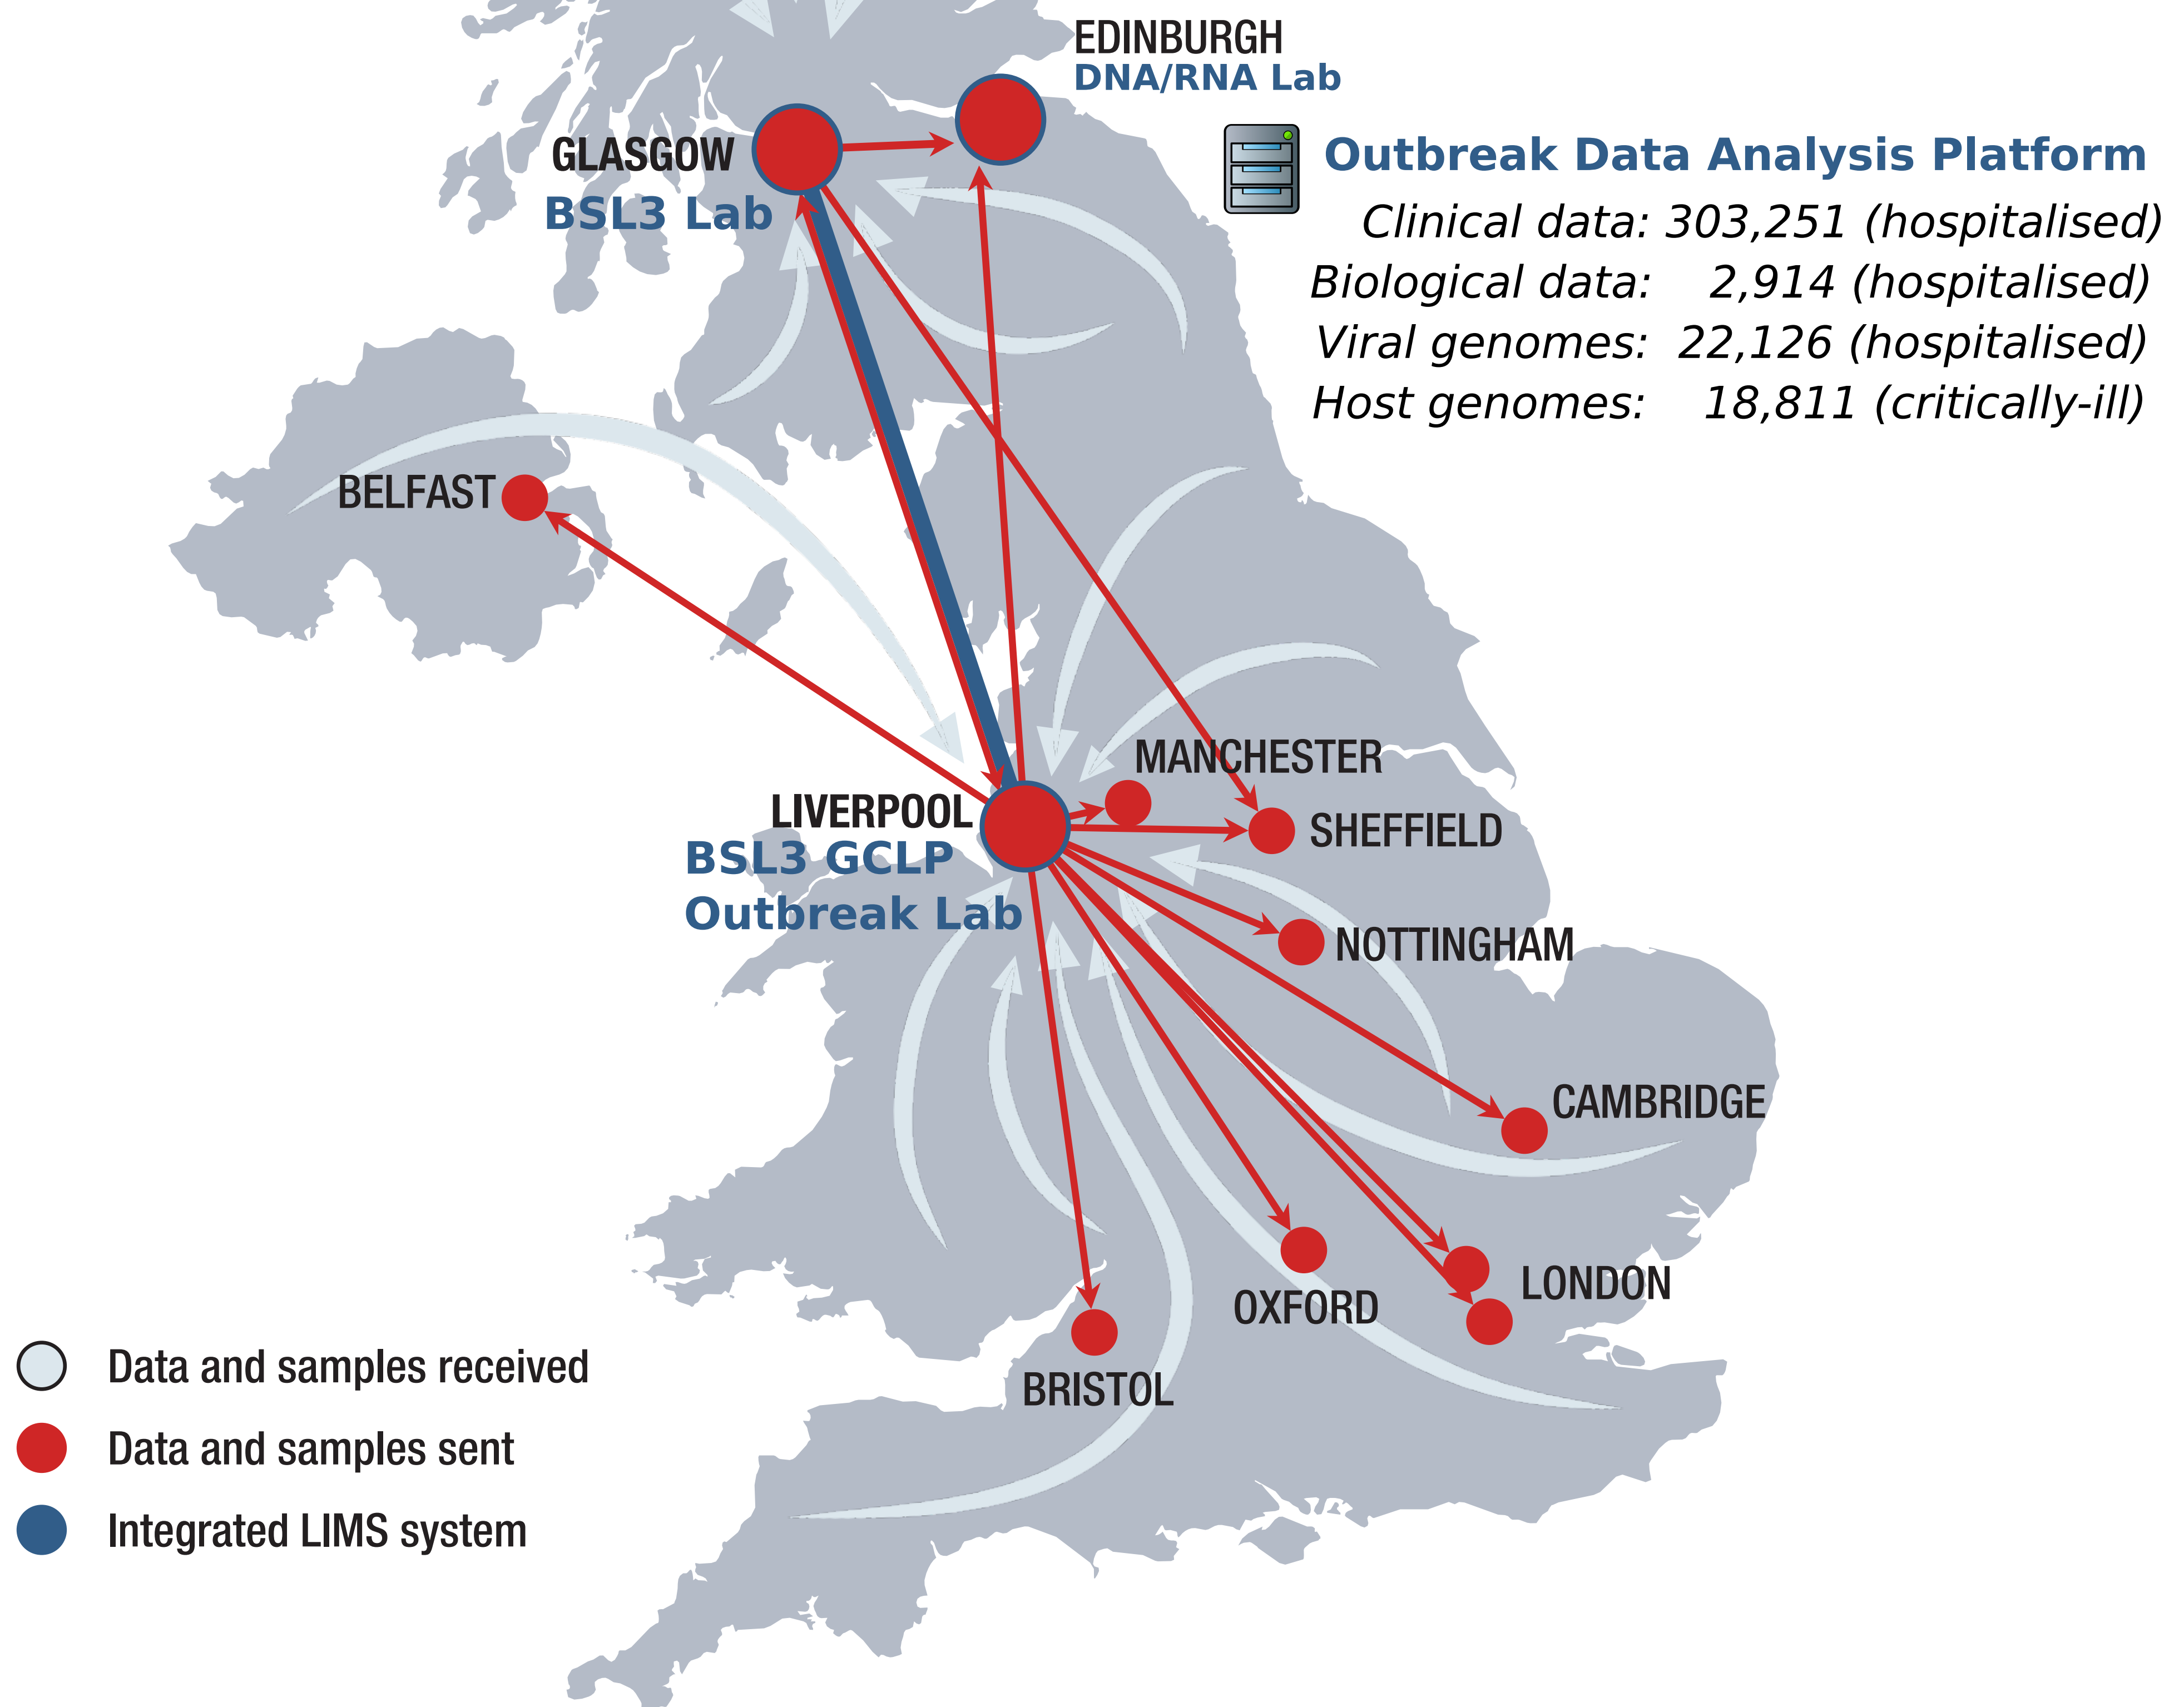 EDINBURGH
DNA/RNA Lab
GLASGOW
BSL3 Lab
Outbreak Data Analysis Platform
Clinical data: 303,251 (hospitalised)
Biological data: 2,914 (hospitalised)
Viral genomes: 22,126 (hospitalised)
Host genomes: 18,811 (critically-ill)
BELFAST
MANCHESTER
LIVERPOOL
BSL3 GCLP
Outbreak Lab
SHEFFIELD
NOTTINGHAM
CAMBRIDGE
LONDON
OXFORD
BRISTOL
Data and samples received
Data and samples sent
Integrated LIMS system